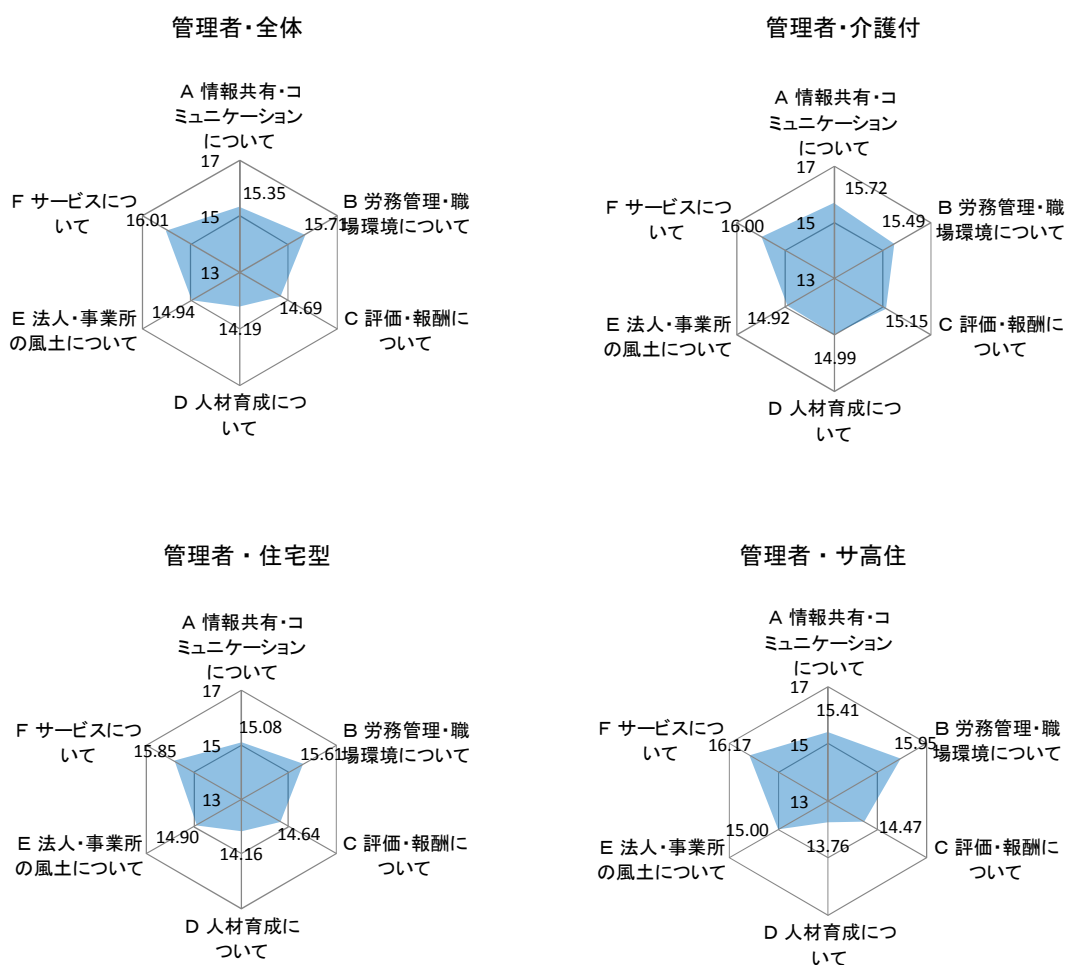 管理者・全体
A 情報共有・コ
ミュニケーション
について
17
15.35
F サービスにつ
いて
16.01
15
15.71
B 労務管理・職
場環境について
13
14.94
14.69
E 法人・事業所
の風土について
14.19
C 評価・報酬に
ついて
D 人材育成につ
いて
管理者・介護付
A 情報共有・コ
ミュニケーション
について
17
15.72
F サービスにつ
いて
16.00
15
15.49
B 労務管理・職
場環境について
13
14.92
15.15
E 法人・事業所
の風土について
14.99
C 評価・報酬に
ついて
D 人材育成につ
いて
管理者・住宅型
A 情報共有・コ
ミュニケーション
について
17
15.08
F サービスにつ
いて
15.85
15
15.61
B 労務管理・職
場環境について
13
14.90
14.64
E 法人・事業所
の風土について
14.16
C 評価・報酬に
ついて
D 人材育成に
ついて
管理者・サ高住
A 情報共有・コ
ミュニケーション
について
17
15.41
F サービスにつ
いて
16.17
15
15.95
B 労務管理・職
場環境について
13
15.00
14.47
E 法人・事業所
の風土について
13.76
C 評価・報酬に
ついて
D 人材育成につ
いて